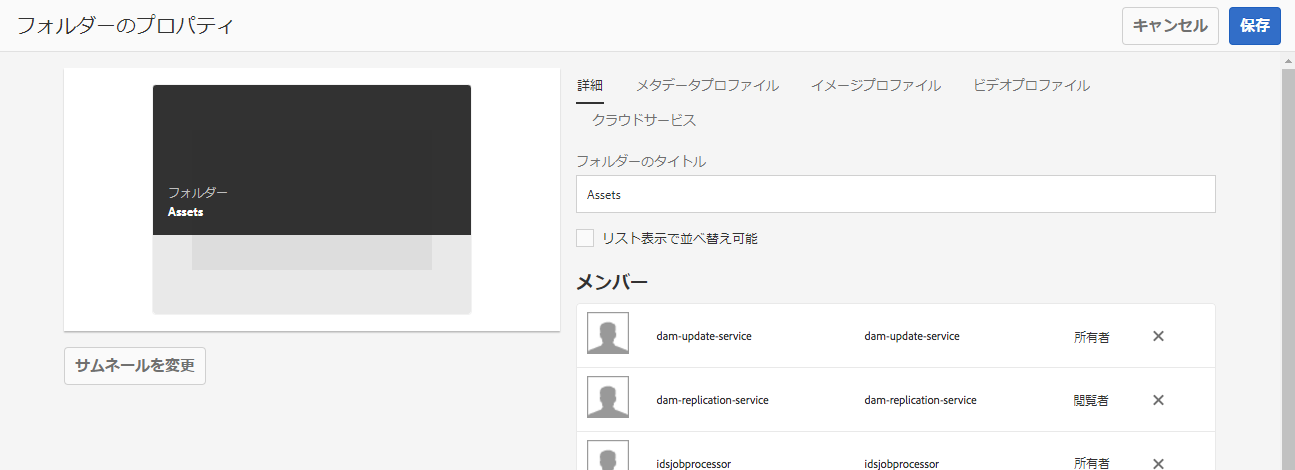 フォルダーのプロパティ
キャンセル 保存
フォルダー
Assets
サムネールを変更
詳細 メタデータプロファイル イメージプロファイル ビデオプロファイル
クラウドサービス
フォルダーのタイトル
Assets
リスト表示で並べ替え可能
メンバー
dam-update-service dam-update-service 所有者 ×
dam-replication-service dam-replication-service 閲覧者 ×
idsjobprocessor idsjobprocessor 所有者 ×